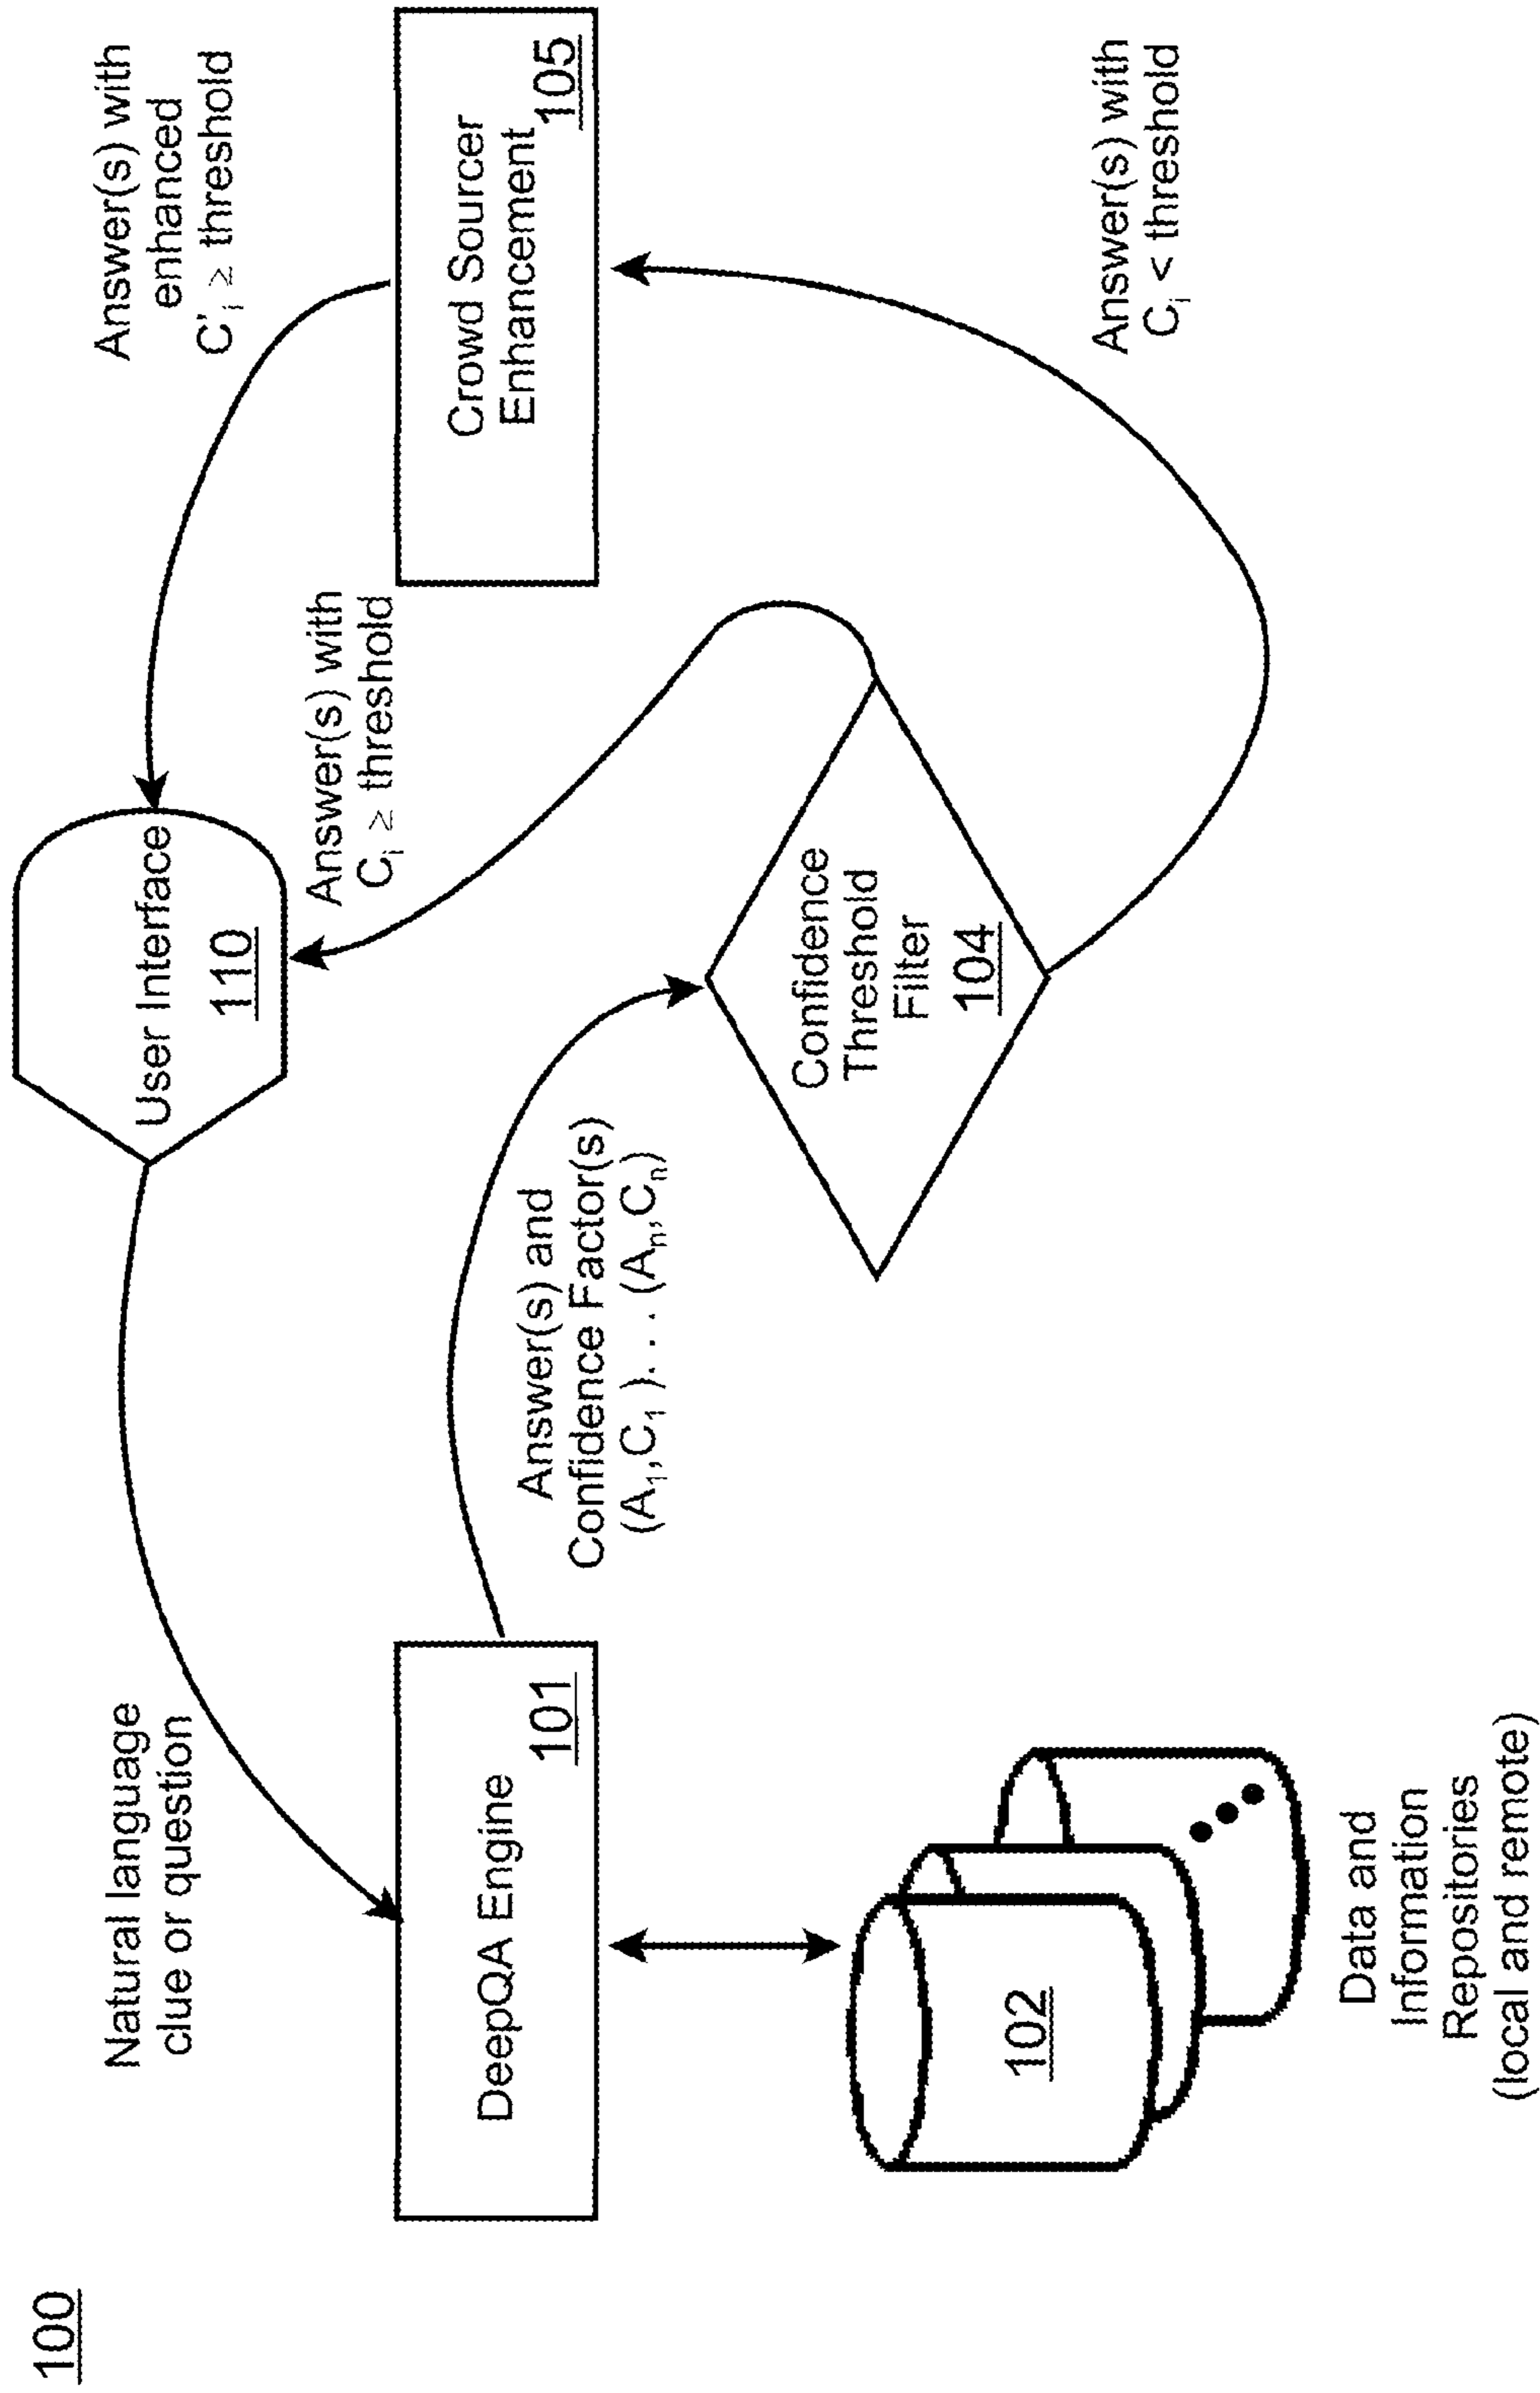 100
Natural language
clue or question
User Interface
110
Answer(s) with
enhanced
C'i ≥ threshold
Answer(s) with
Ci ≥ threshold
DeepQA Engine
101
Answer(s) and
Confidence Factor(s)
(A1,C1). . . (An,Cn)
Crowd Sourcer
Enhancement
105
Confidence
Threshold
Fillter
104
102
Data and
Information
Repositories
(local and remote)
Answer(s) with
Ci < threshold